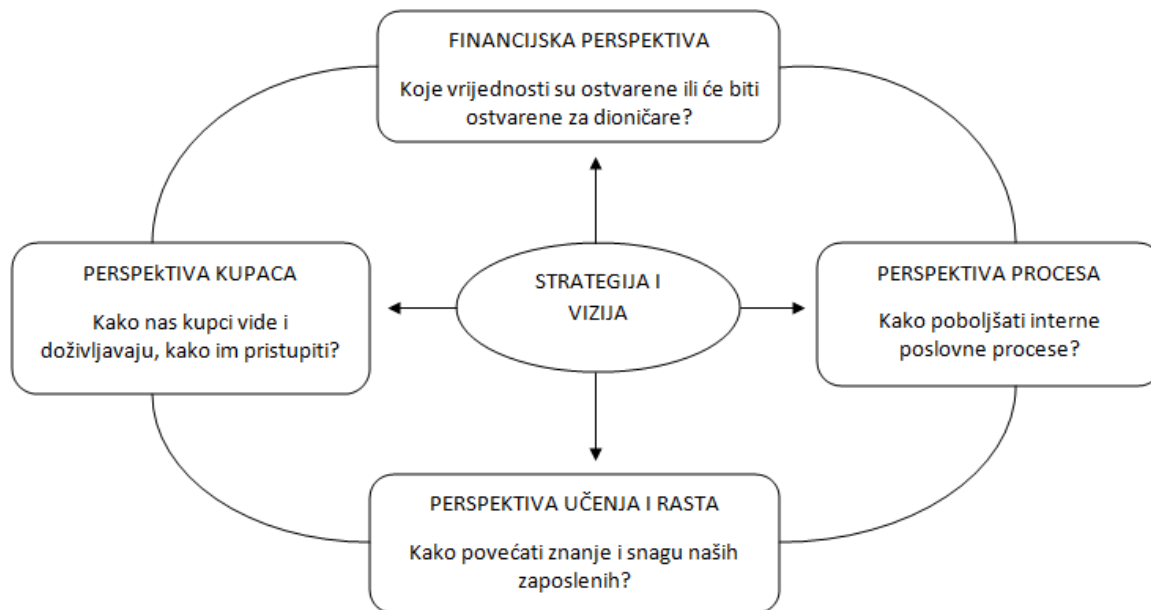 FINANCIJSKA PERSPEKTIVA
Koje vrijednosti su ostvarene ili će biti
ostvarene za dioničare?
PERSPEkTIVA KUPACA
Kako nas kupci vide i
doživljavaju, kako im pristupiti?
STRATEGIJA I
VIZIJA
PERSPEKTIVA PROCESA
Kako poboljšati interne
poslovne procese?
PERSPEKTIVA UČENJA I RASTA
Kako povećati znanje i snagu naših
zaposlenih?